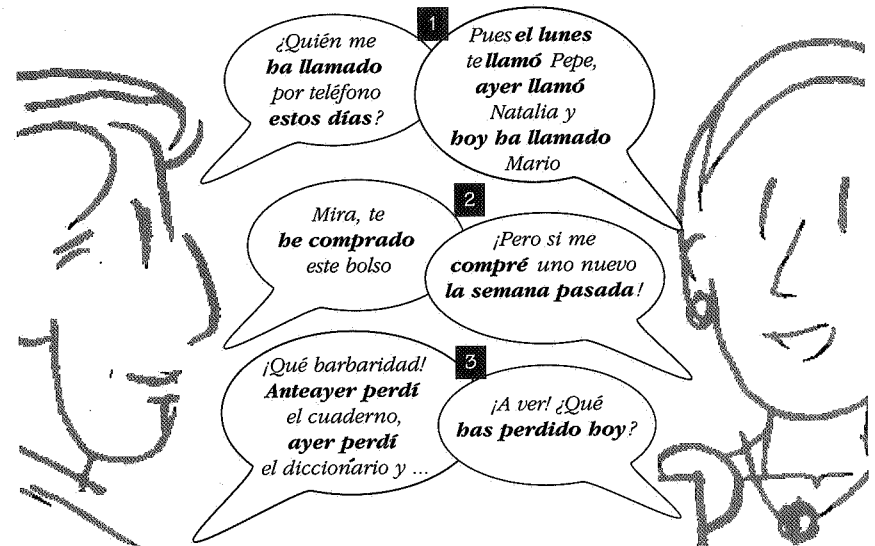 1
¿Quién me
ha llamado
por teléfono
estos días?
Pues el lunes
te llamó Pepe,
ayer llamó
Natalia y
hoy ha llamado
Mario
2
Mira, te
he comprado
este bolso
¡Pero si me
compré uno nuevo
la semana pasada!
3
¡Qué barbaridad!
Anteayer perdí
el cuaderno,
ayer perdí
el diccionario y ...
¡A ver! ¿Qué
has perdido hoy?